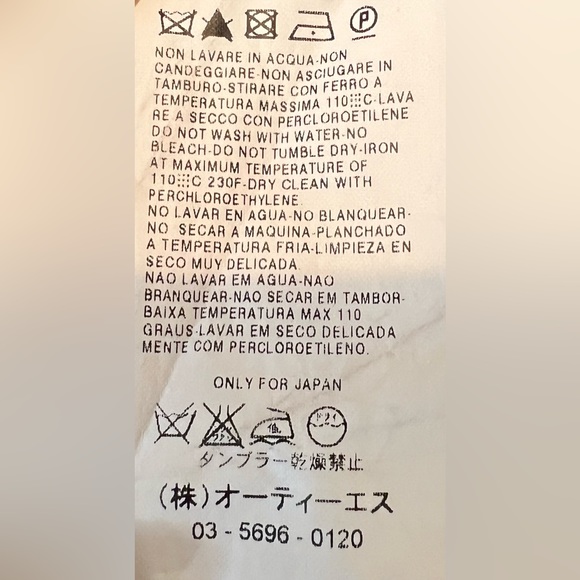 P
NON LAVARE IN ACQUA-NON
CANDEGGIARE-NON ASCIUGARE IN
TAMBURO-STIRARE CON FERRO A
TEMPERATURA MASSIMA 110⣿C-LAVA
RE A SECCO CON PERCLOROETILENE
DO NOT WASH WITH WATER-NO
BLEACH-DO NOT TUMBLE DRY-IRON
AT MAXIMUM TEMPERATURE OF
110⣿C 230F-DRY CLEAN WITH
PERCHLOROETHYLENE.
NO LAVAR EN AGUA-NO BLANQUEAR-
NO SECAR A MAQUINA-PLANCHADO
A TEMPERATURA FRIA-LIMPIEZA EN
SECO MUY DELICADA.
NAO LAVAR EM AGUA-NAO
BRANQUEAR-NAO SECAR EM TAMBOR-
BAIXA TEMPERATURA MAX 110
GRAUS-LAVAR EM SECO DELICADA
MENTE COM PERCLOROETILENO.
ONLY FOR JAPAN
低 ドライ
タンブラー乾燥禁止
(株)オーティーエス
03-5696-0120